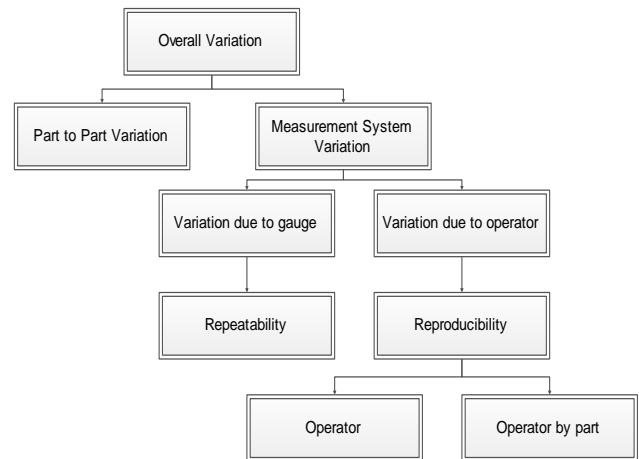 Overall Variation
Part to Part Variation
Measurement System
Variation
Variation due to gauge
Variation due to operator
Repeatability
Reproducibility
Operator
Operator by part